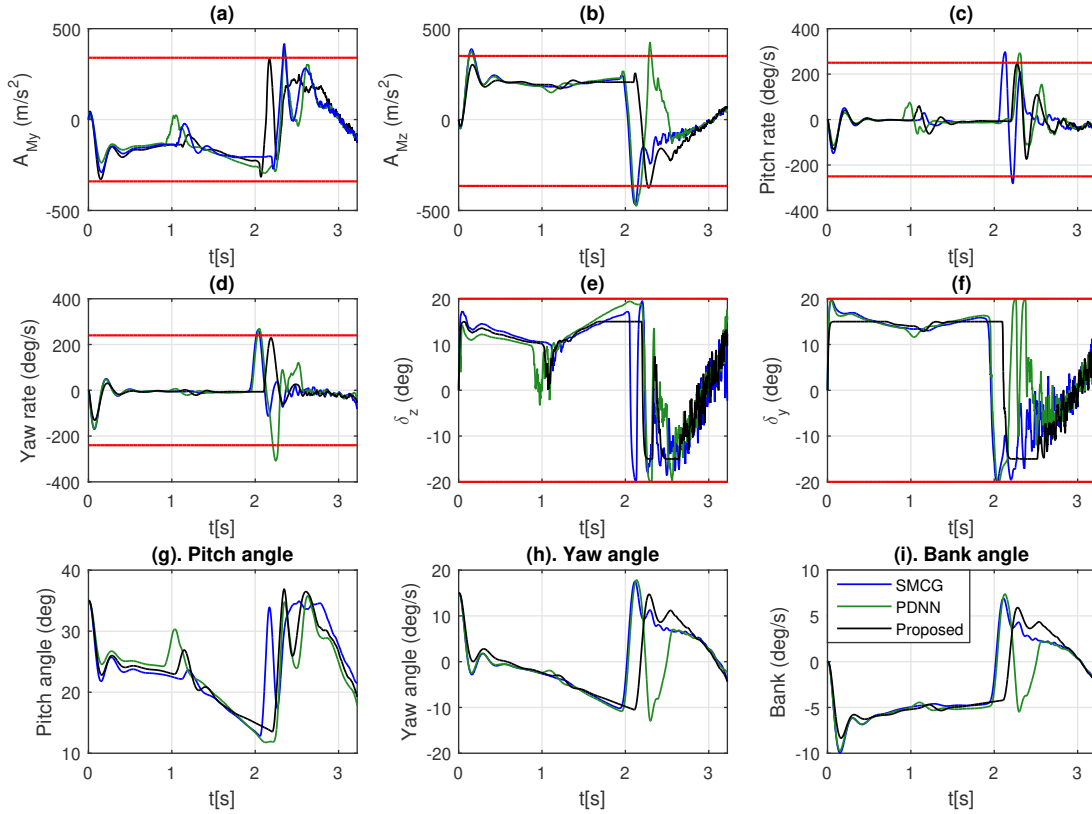 (a)
(b)
(c)
500
0
-500
A_My (m/s²)
0
1
2
3
t[s]
500
0
-500
A_Mz (m/s²)
0
1
2
3
t[s]
400
200
0
-200
-400
Pitch rate (deg/s)
0
1
2
3
t[s]
(d)
(e)
(f)
400
200
0
-200
-400
Yaw rate (deg/s)
0
1
2
3
t[s]
20
10
0
-10
-20
δ_z (deg)
0
1
2
3
t[s]
20
10
0
-10
-20
δ_y (deg)
0
1
2
3
t[s]
(g). Pitch angle
(h). Yaw angle
(i). Bank angle
40
30
20
10
Pitch angle (deg)
0
1
2
3
t[s]
20
10
0
-10
-20
Yaw angle (deg/s)
0
1
2
3
t[s]
10
5
0
-5
-10
Bank (deg/s)
SMCG
PDNN
Proposed
0
1
2
3
t[s]